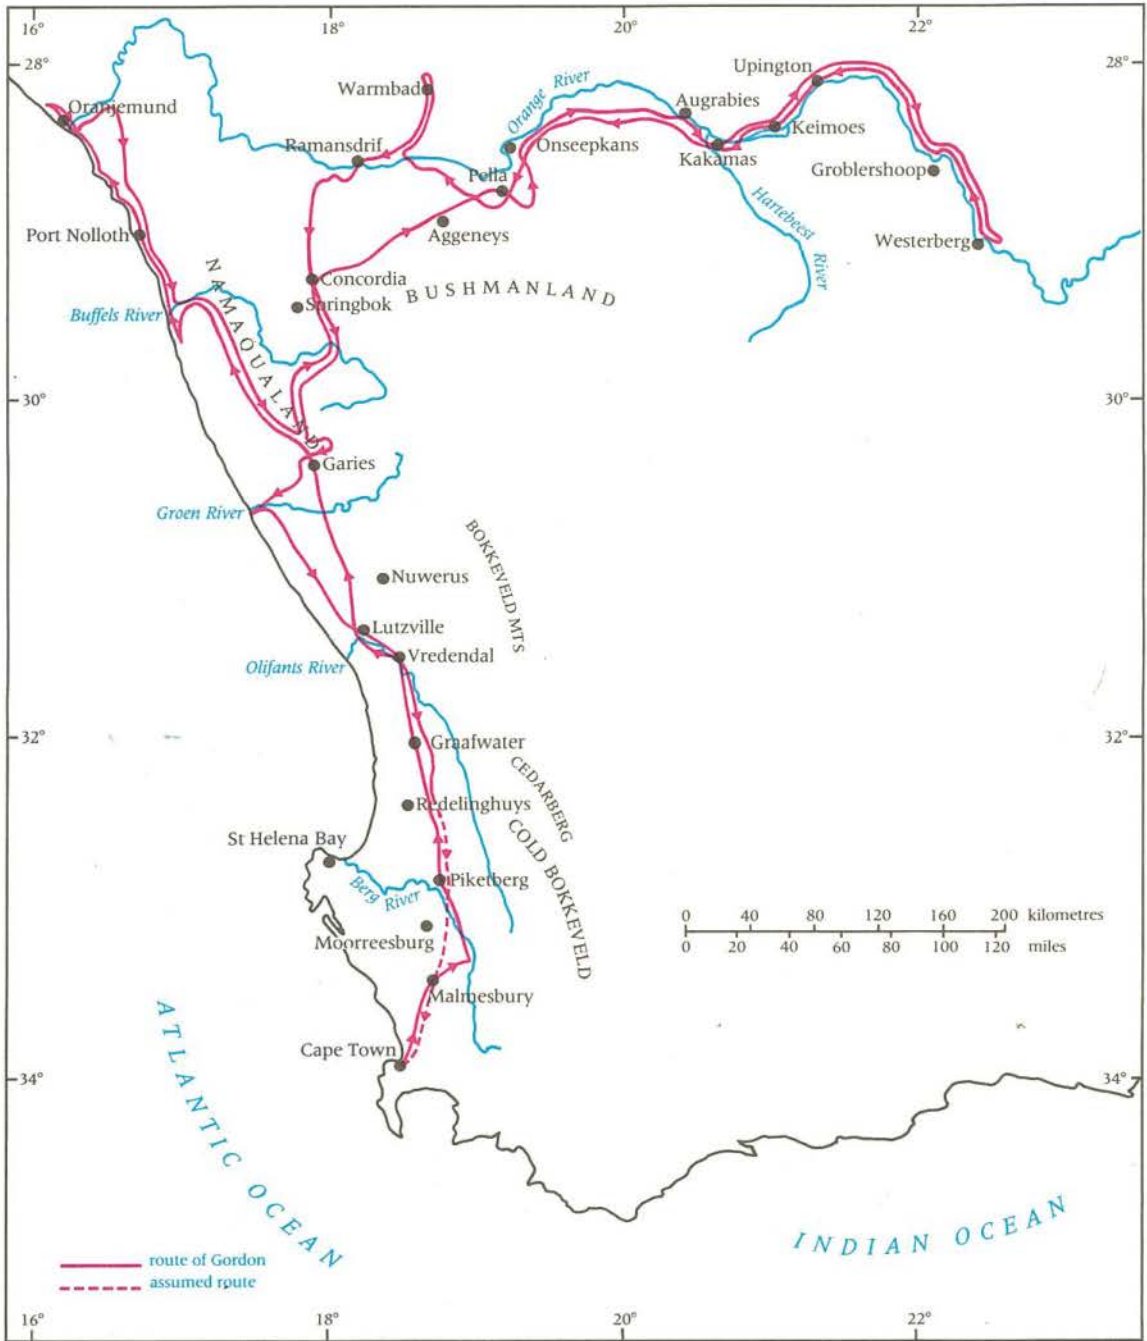 16°
18°
20°
22°
28°
28°
Oranjemund
Warmbad
Orange River
Upington
Augrabies
Keimoes
Ramansdrif
Onseepkans
Kakamas
Pella
Groblershoop
Hartebeest River
Port Nolloth
Aggeneys
Westerberg
NAMAQUALAND
Concordia
BUSHMANLAND
Springbok
Buffels River
30°
30°
Garies
Groen River
BOKKEVELD MTS
Nuwerus
Lutzville
Olifants River
Vredendal
32°
32°
Graafwater
CEDARBERG
Redelinghuys
COLD BOKKEVELD
St Helena Bay
Berg River
Piketberg
0 40 80 120 160 200 kilometres
0 20 40 60 80 100 120 miles
Moorreesburg
Malmesbury
Cape Town
34°
34°
ATLANTIC OCEAN
INDIAN OCEAN
route of Gordon
assumed route
16°
18°
20°
22°